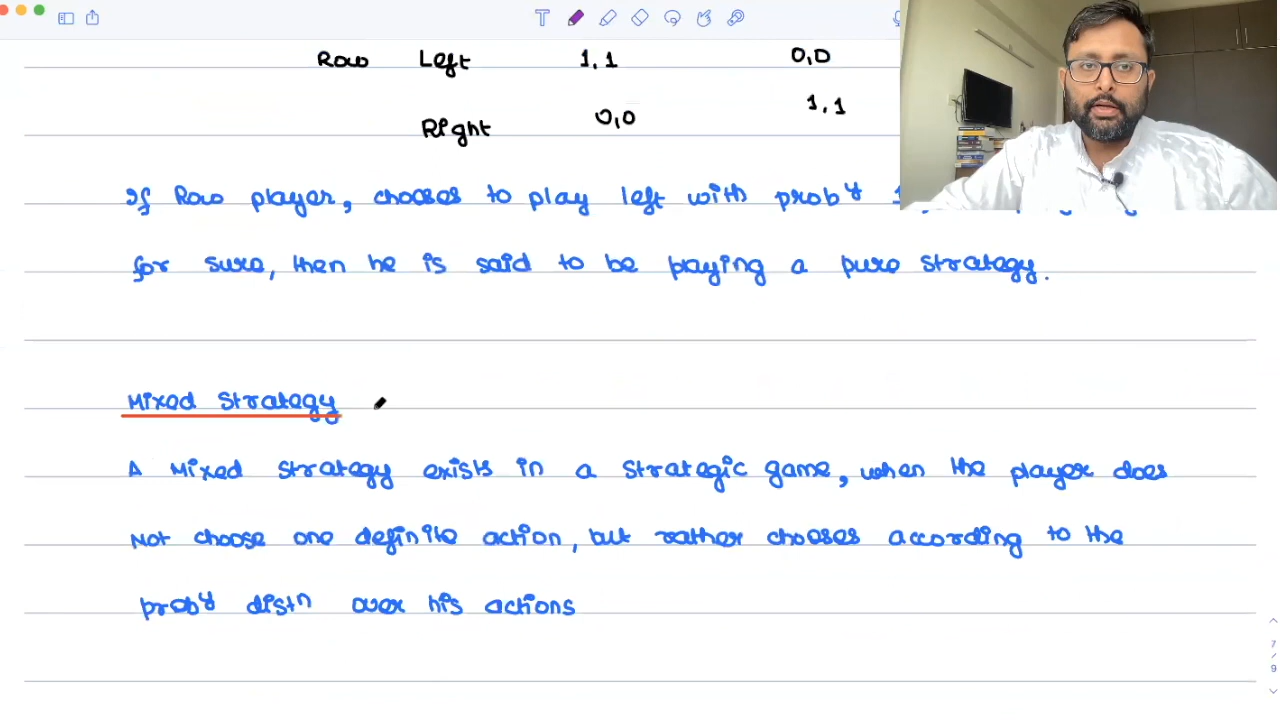 Row Left 1,1 0,0
Right 0,0 1,1
If Row player, chooses to play left with prob^y
for sure, then he is said to be playing a pure strategy.
Mixed Strategy
A Mixed strategy exists in a strategic game, when the player does
Not choose one definite action, but rather chooses according to the
prob^y dist^n over his actions
7
/
9